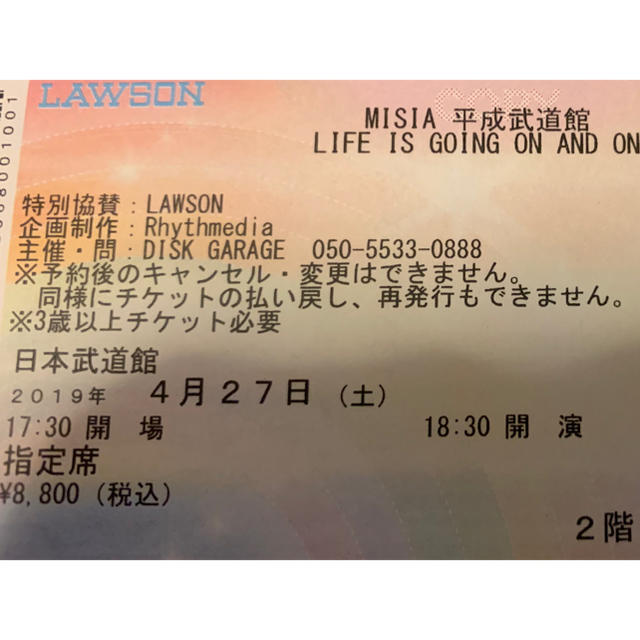 LAWSON
MISIA 平成武道館
LIFE IS GOING ON AND ON
特別協賛：LAWSON
企画制作：Rhythmedia
主催・問：DISK GARAGE 050-5533-0888
※予約後のキャンセル・変更はできません。
同様にチケットの払い戻し、再発行もできません。
※3歳以上チケット必要
日本武道館
2019年 4月27日（土）
17:30 開 場 18:30 開 演
指定席
¥8,800（税込）
2階